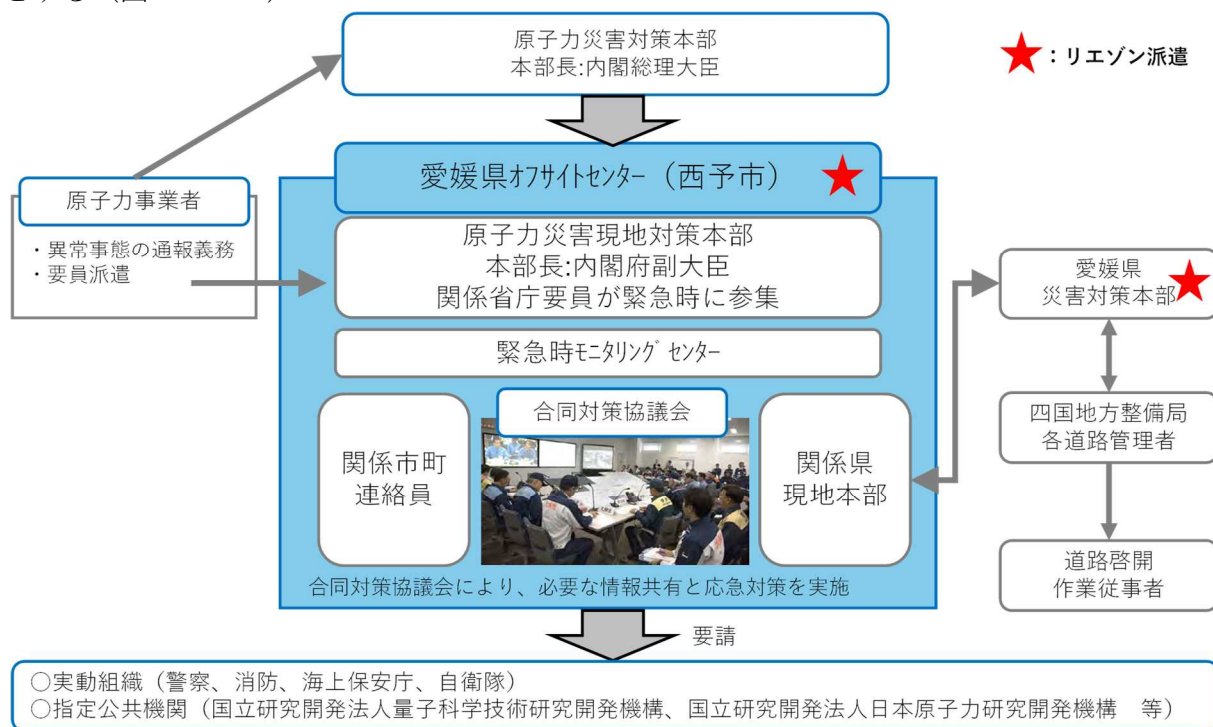 原子力災害対策本部
本部長:内閣総理大臣
★：リエゾン派遣
愛媛県ｵﾌｻｲﾄｾﾝﾀｰ（西予市）
原子力事業者
・異常事態の通報義務
・要員派遣
原子力災害現地対策本部
本部長:内閣府副大臣
関係省庁要員が緊急時に参集
愛媛県
災害対策本部
緊急時ﾓﾆﾀﾘﾝｸﾞｾﾝﾀｰ
合同対策協議会
関係市町
連絡員
関係県
現地本部
四国地方整備局
各道路管理者
道路啓開
作業従事者
合同対策協議会により、必要な情報共有と応急対策を実施
要請
○実動組織（警察、消防、海上保安庁、自衛隊）
○指定公共機関（国立研究開発法人量子科学技術研究開発機構、国立研究開発法人日本原子力研究開発機構　等）